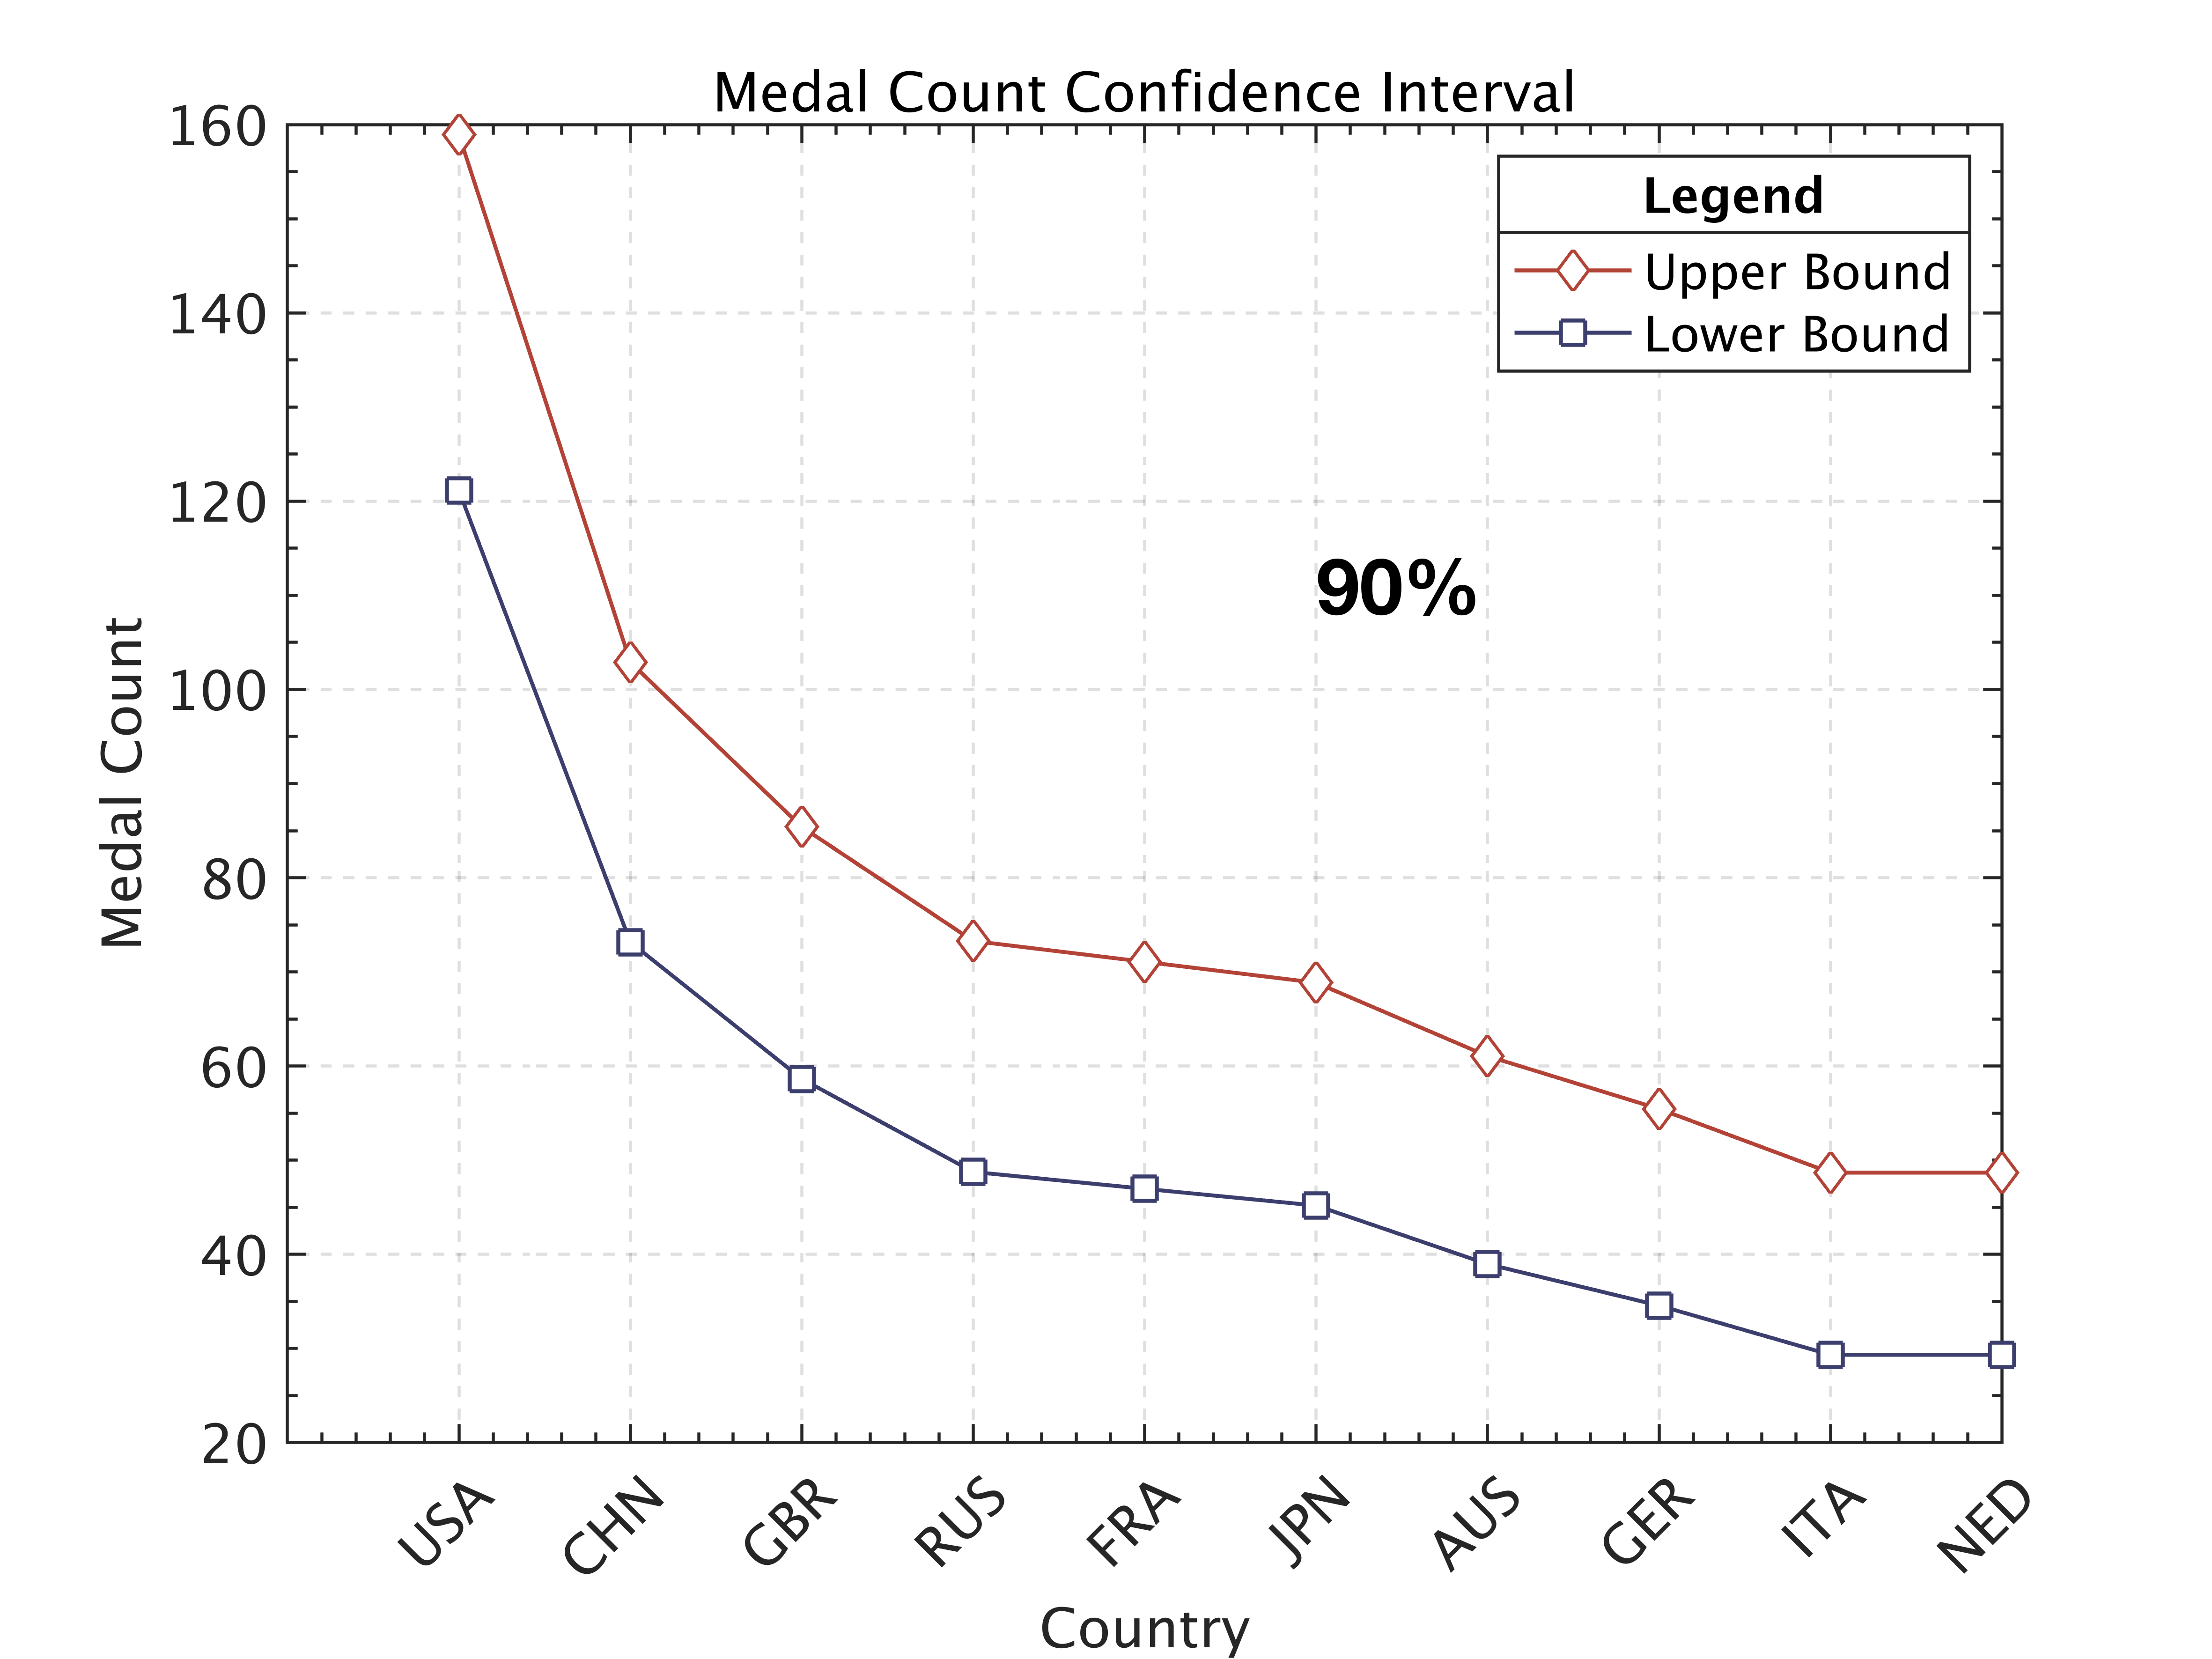 Medal Count Confidence Interval
160
140
120
100
80
60
40
20
Medal Count
Legend
Upper Bound
Lower Bound
90%
USA
CHN
GBR
RUS
FRA
JPN
AUS
GER
ITA
NED
Country